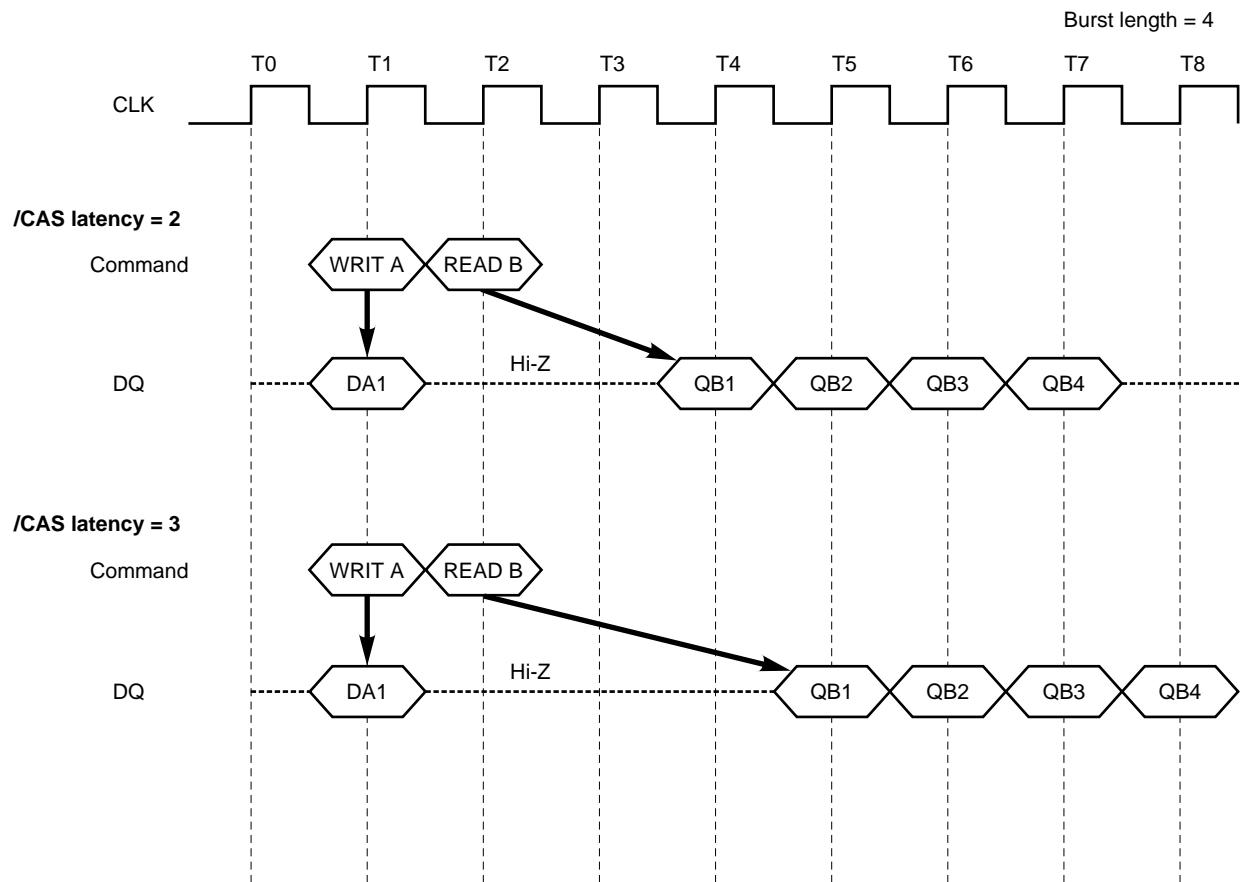 Burst length = 4
T0 T1 T2 T3 T4 T5 T6 T7 T8
CLK
/CAS latency = 2
Command WRIT A READ B
Hi-Z
DQ DA1 QB1 QB2 QB3 QB4
/CAS latency = 3
Command WRIT A READ B
Hi-Z
DQ DA1 QB1 QB2 QB3 QB4